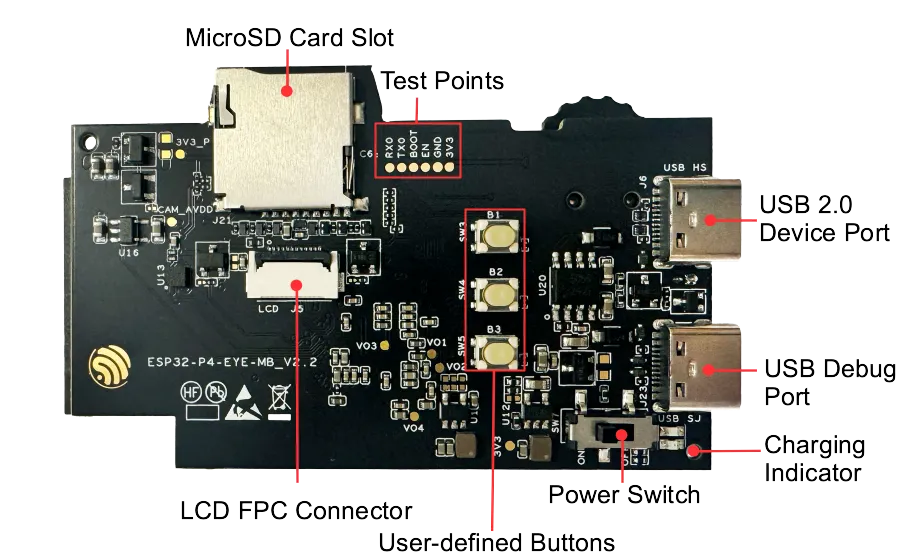 MicroSD Card Slot
Test Points
3V3_P
RX0
TX0
BOOT
EN
GND
3V3
USB HS
J6
CAM_AVDD
J21
B1
SW3
USB 2.0
Device Port
U16
U13
B2
SW4
U20
LCD J5
VO3
VO1
B3
SW5
ESP32-P4-EYE-MB_V2.2
VO2
USB Debug
Port
J23
HF
Pb
U12
VO4
USB SJ
3V3
ON
Charging
Indicator
Power Switch
LCD FPC Connector
User-defined Buttons